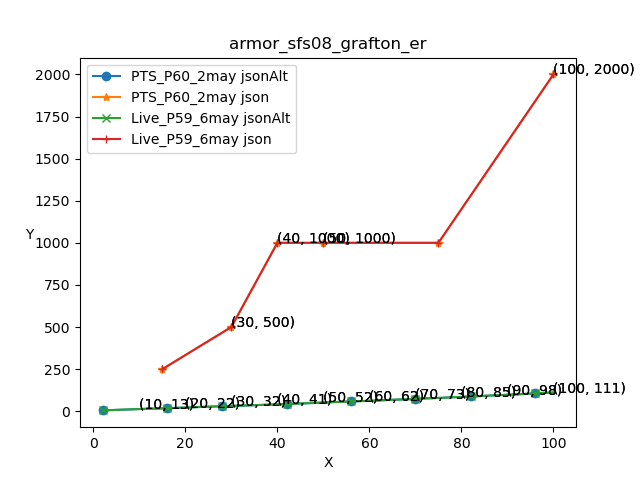 armor_sfs08_grafton_er
PTS_P60_2may jsonAlt
PTS_P60_2may json
Live_P59_6may jsonAlt
Live_P59_6may json
2000
1750
1500
1250
1000
750
500
250
0
Y
(100, 2000)
(40, 1000)
(50, 1000)
(30, 500)
(10, 13)
(20, 22)
(30, 32)
(40, 41)
(50, 52)
(60, 62)
(70, 73)
(80, 85)
(90, 98)
(100, 111)
0 20 40 60 80 100
X